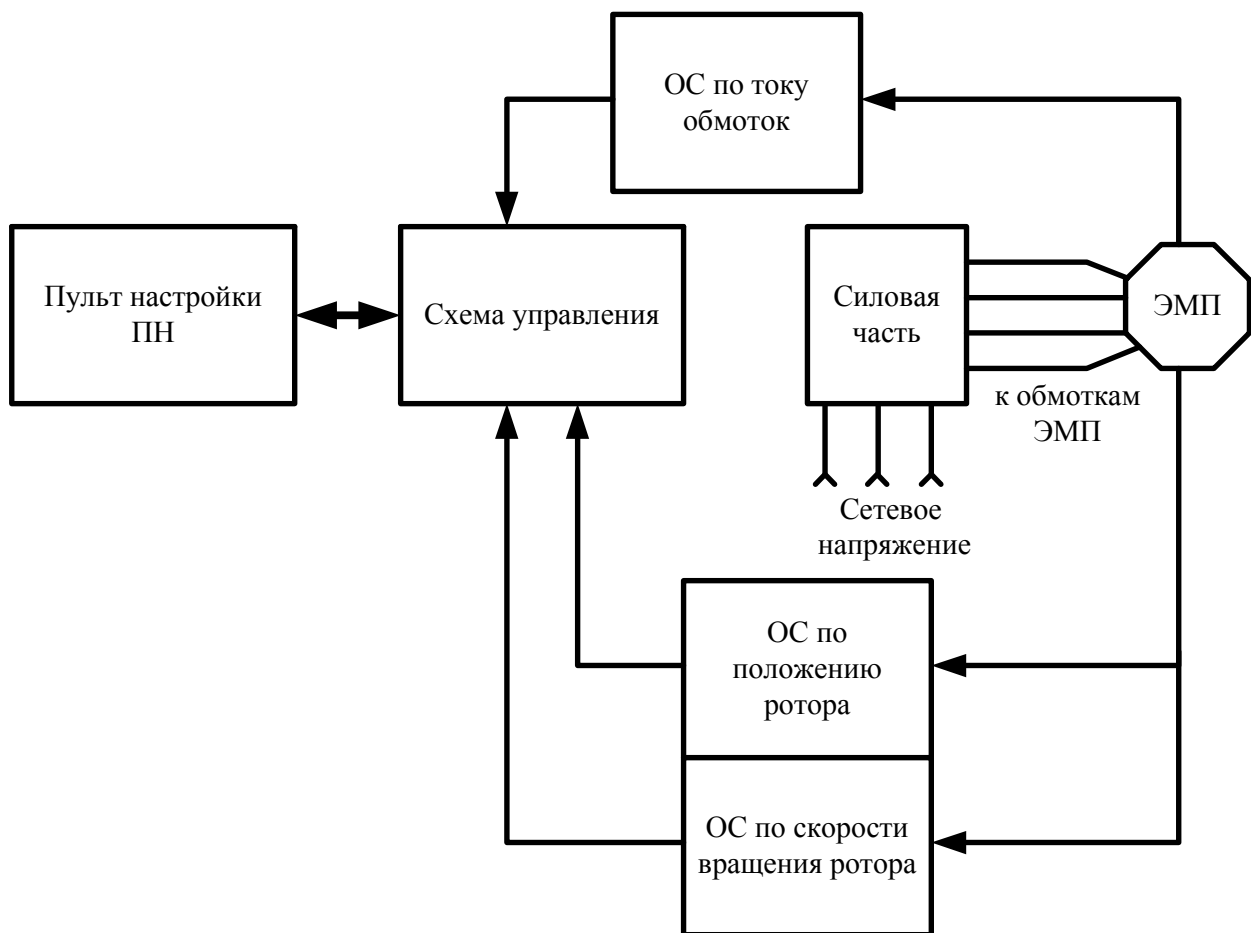 ОС по току
обмоток
Пульт настройки
ПН
Схема управления
Силовая
часть
ЭМП
к обмоткам
ЭМП
Сетевое
напряжение
ОС по
положению
ротора
ОС по скорости
вращения ротора